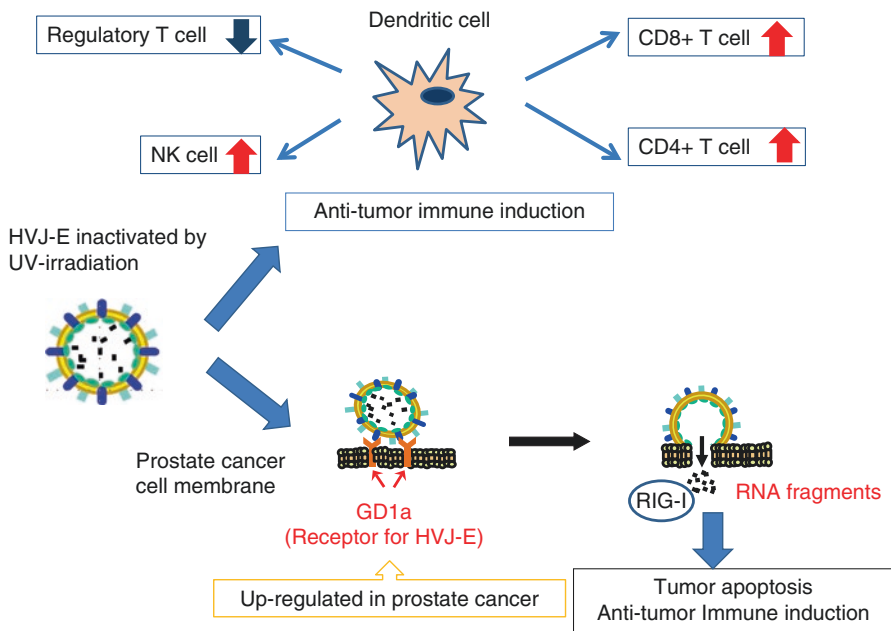 Dendritic cell
Regulatory T cell
CD8+ T cell
NK cell
CD4+ T cell
Anti-tumor immune induction
HVJ-E inactivated by
UV-irradiation
Prostate cancer
cell membrane
GD1a
(Receptor for HVJ-E)
RIG-I
RNA fragments
Up-regulated in prostate cancer
Tumor apoptosis
Anti-tumor Immune induction